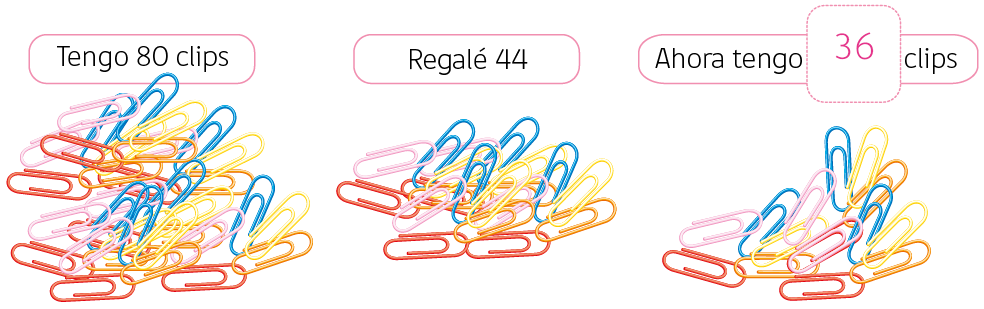 Tengo 80 clips
Regalé 44
Ahora tengo 36 clips